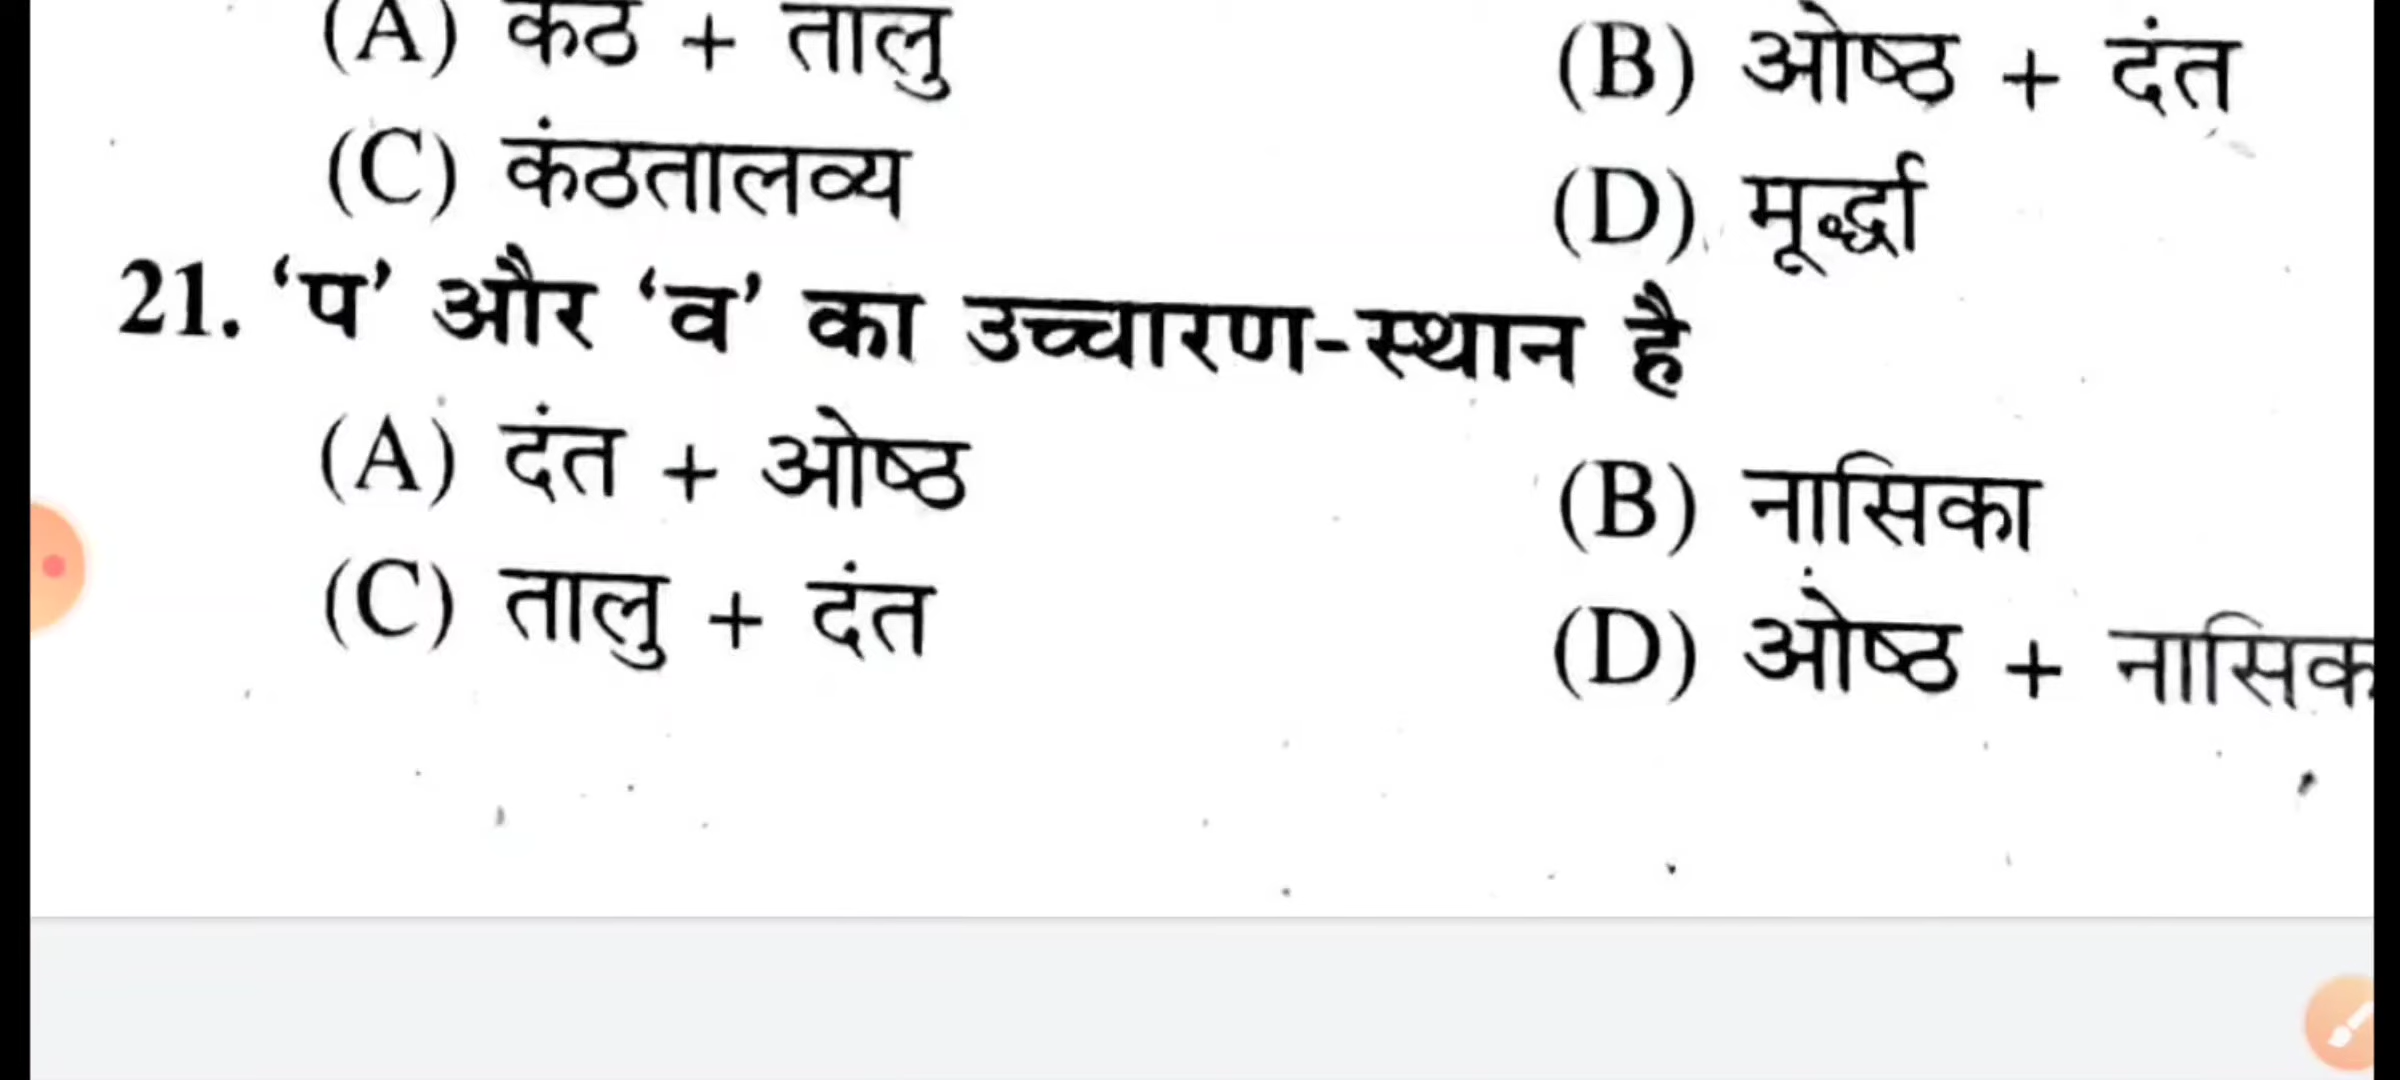 (A) कंठ + तालु (B) ओष्ठ + दंत
(C) कंठतालव्य (D) मूर्द्धा
21. ‘प’ और ‘व’ का उच्चारण-स्थान है
(A) दंत + ओष्ठ (B) नासिका
(C) तालु + दंत (D) ओष्ठ + नासिक